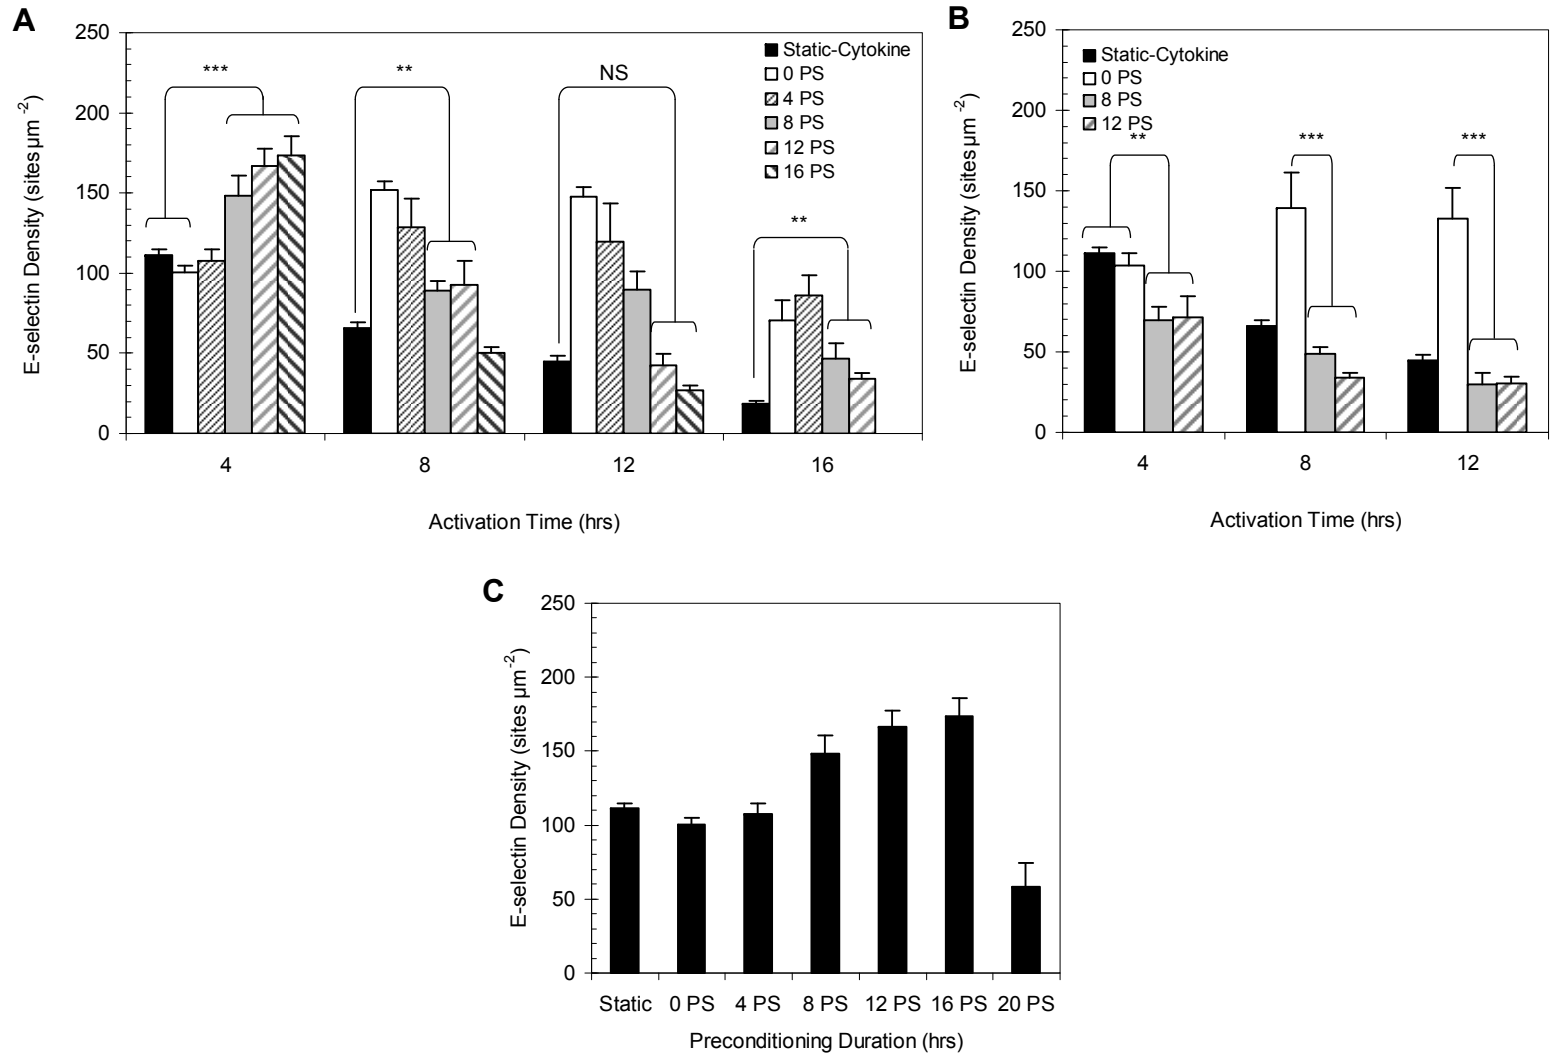 A
E-selectin Density (sites µm⁻²)
250
200
150
100
50
0
***
**
NS
**
Static-Cytokine
0 PS
4 PS
8 PS
12 PS
16 PS
4
8
12
16
Activation Time (hrs)
B
E-selectin Density (sites µm⁻²)
250
200
150
100
50
0
Static-Cytokine
0 PS
8 PS
12 PS
**
***
***
4
8
12
Activation Time (hrs)
C
E-selectin Density (sites µm⁻²)
250
200
150
100
50
0
Static 0 PS 4 PS 8 PS 12 PS 16 PS 20 PS
Preconditioning Duration (hrs)